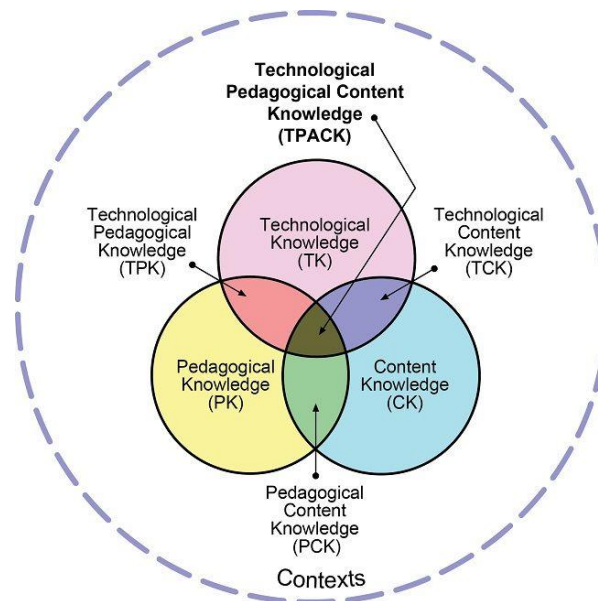 Technological
Pedagogical Content
Knowledge
(TPACK)
Technological
Pedagogical
Knowledge
(TPK)
Technological
Knowledge
(TK)
Technological
Content
Knowledge
(TCK)
Pedagogical
Knowledge
(PK)
Content
Knowledge
(CK)
Pedagogical
Content
Knowledge
(PCK)
Contexts